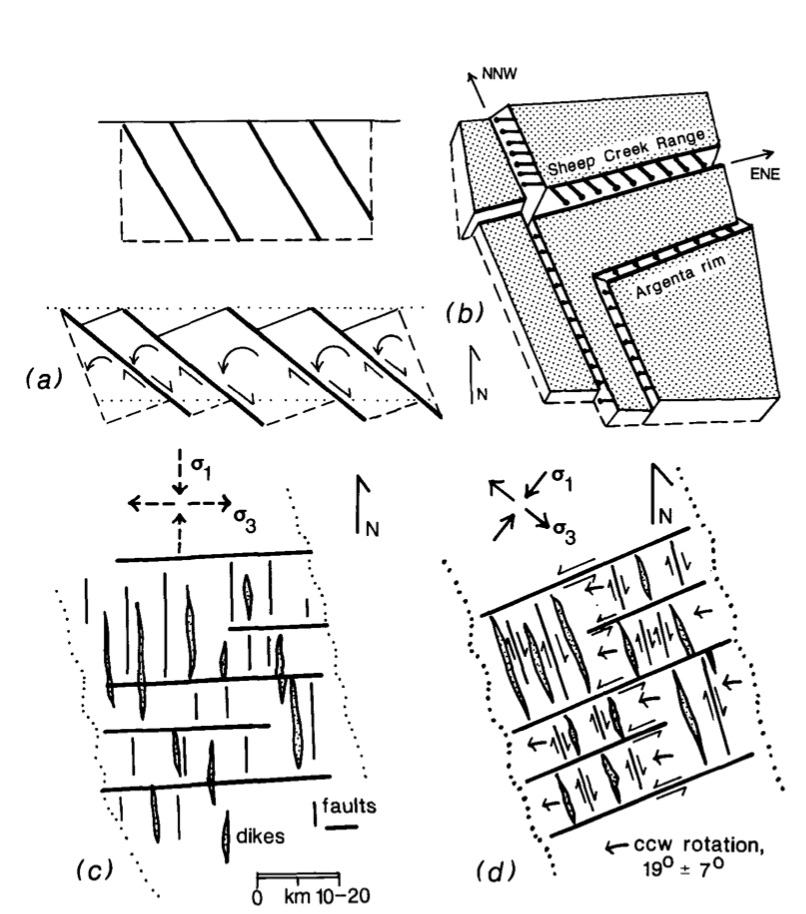 NNW
Sheep Creek Range
ENE
Argenta rim
(b)
N
(a)
σ1
σ3
N
faults
dikes
(c)
0 km 10-20
σ1
σ3
N
ccw rotation,
19° ± 7°
(d)